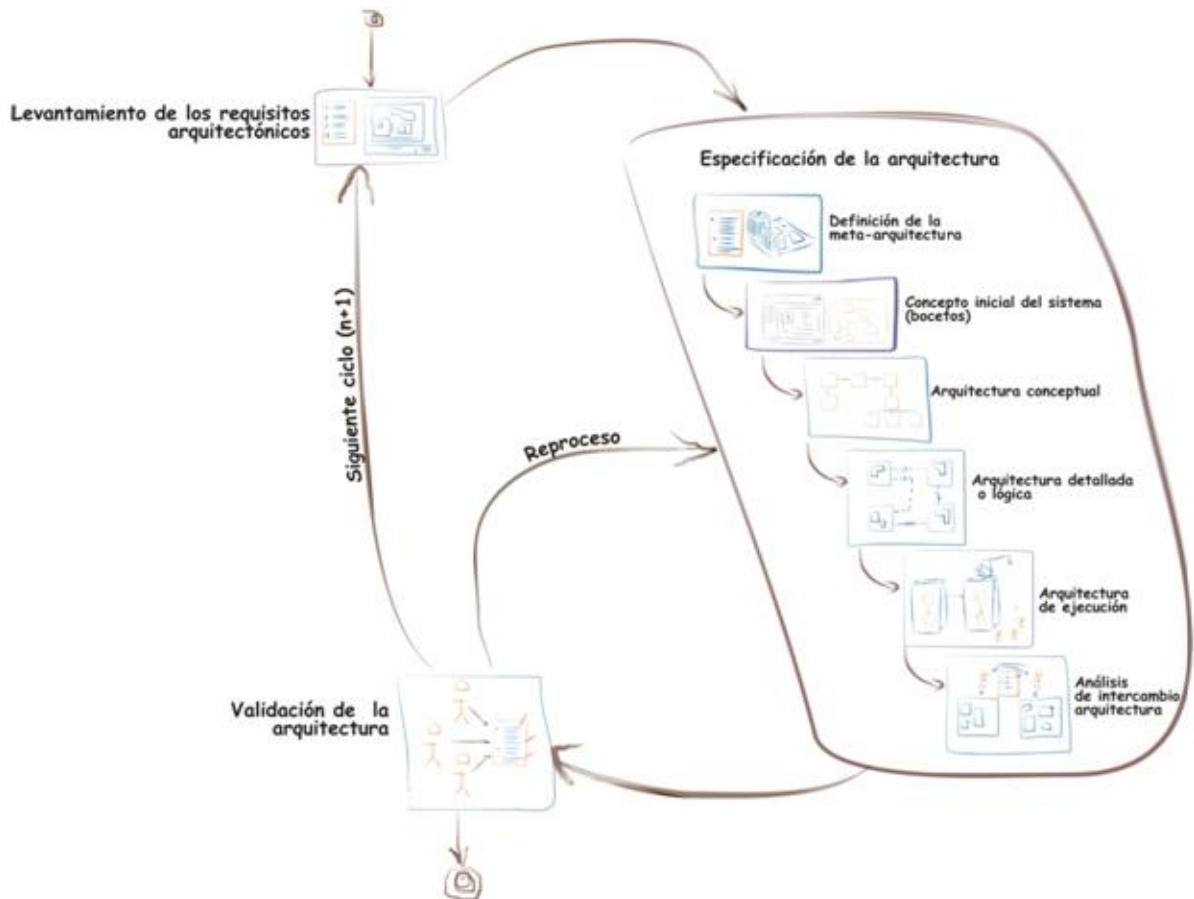 Levantamiento de los requisitos
arquitectónicos
Especificación de la arquitectura
Definición de la
meta-arquitectura
Concepto inicial del sistema
(bocetos)
Arquitectura conceptual
Siguiente ciclo (n+1)
Reproceso
Arquitectura detallada
o lógica
Arquitectura
de ejecución
Análisis
de intercambio
arquitectura
Validación de la
arquitectura